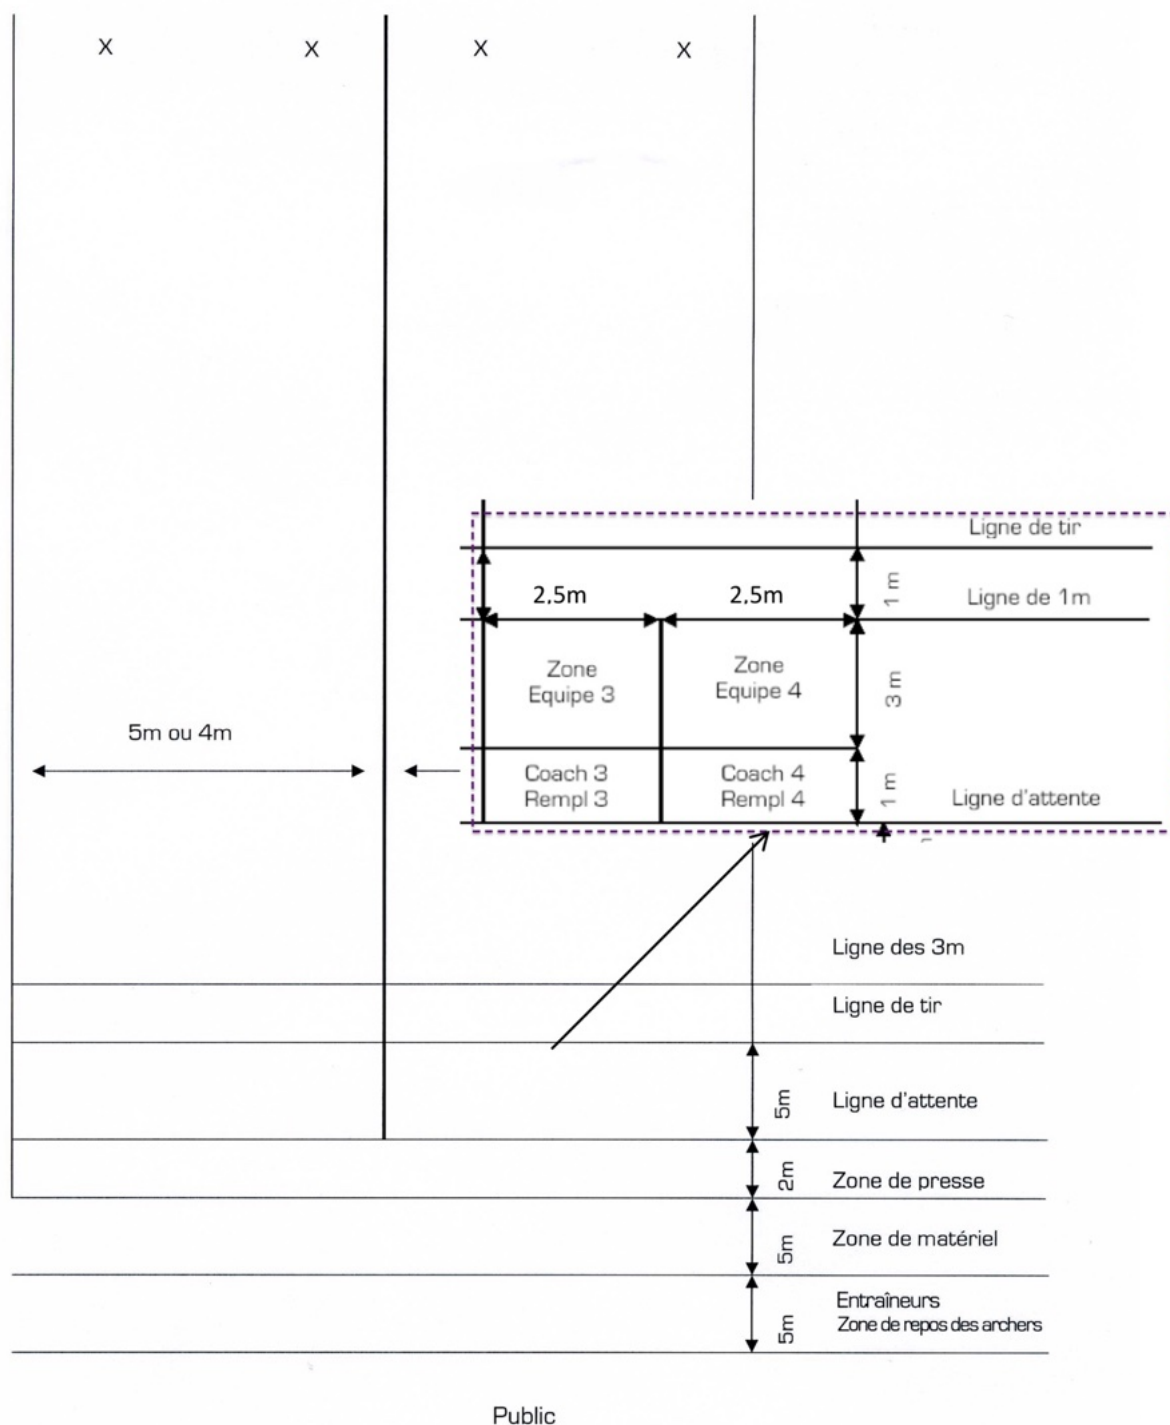 X X X X
Ligne de tir
2,5m 2,5m 1 m Ligne de 1m
Zone
Equipe 3
Zone
Equipe 4
3 m
5m ou 4m
Coach 3
Rempl 3
Coach 4
Rempl 4
1 m
Ligne d'attente
Ligne des 3m
Ligne de tir
5m Ligne d'attente
2m Zone de presse
5m Zone de matériel
5m Entraîneurs
Zone de repos des archers
Public